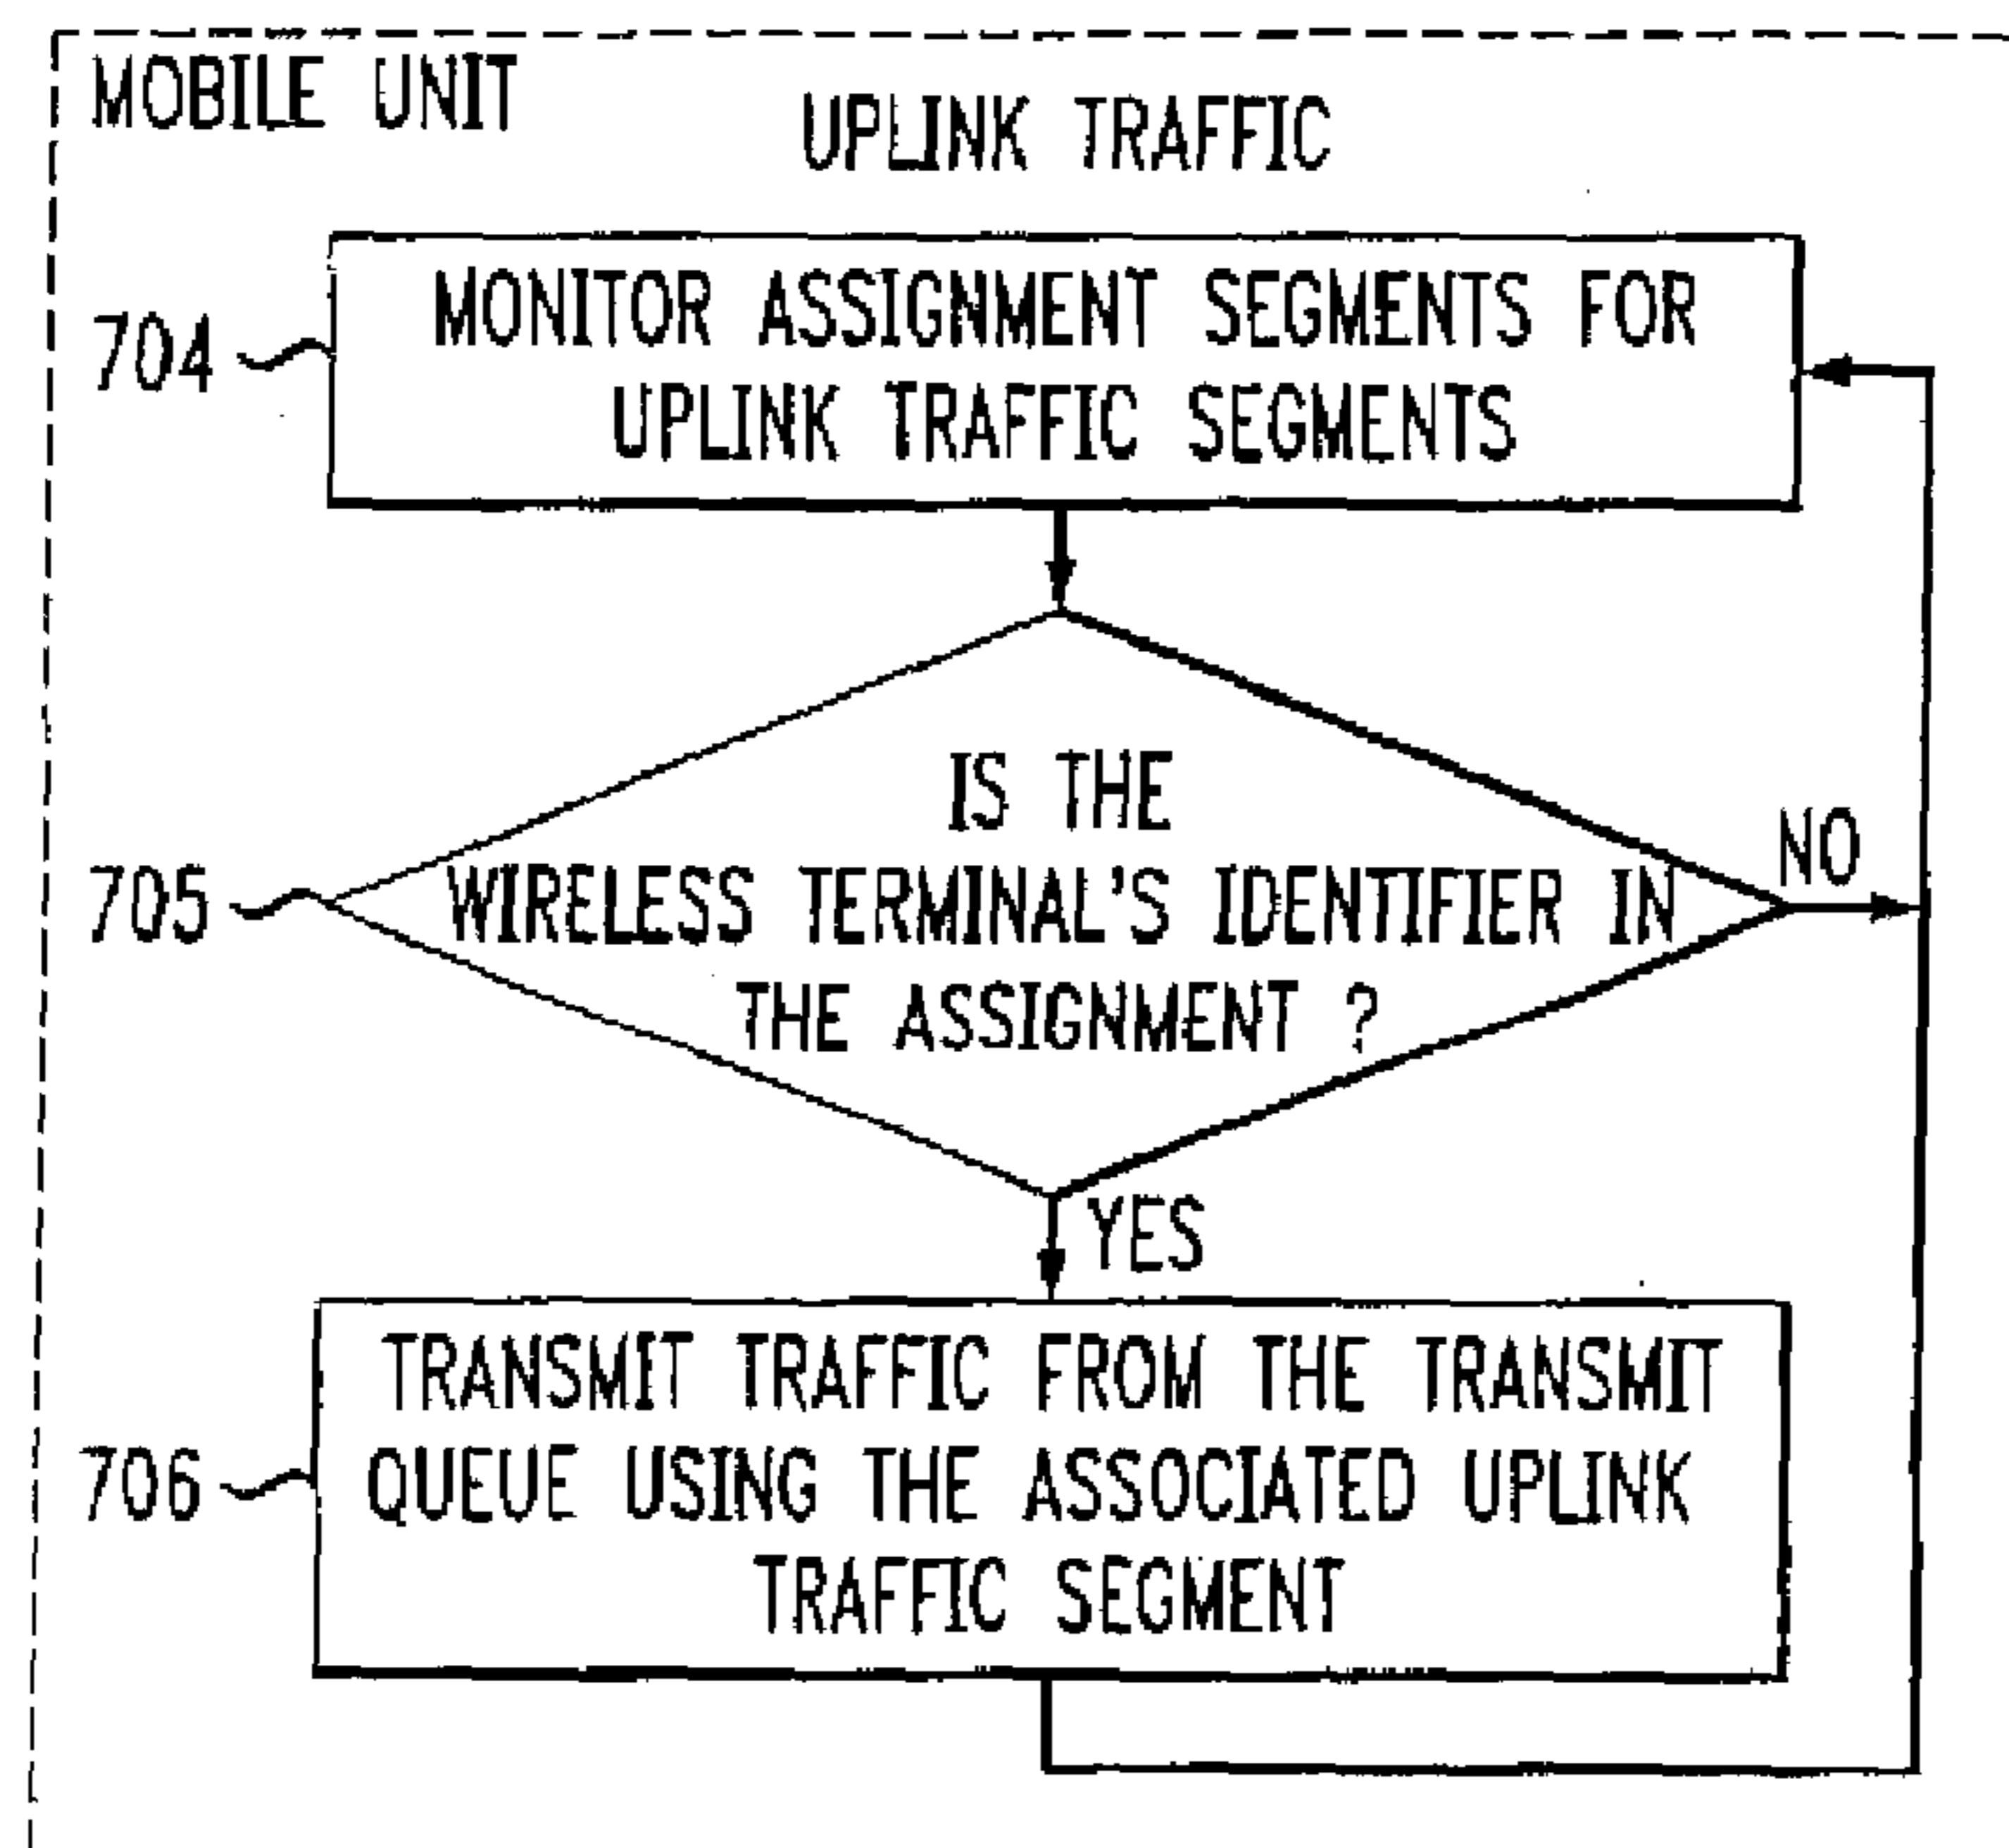 MOBILE UNIT
UPLINK TRAFFIC
704
MONITOR ASSIGNMENT SEGMENTS FOR
UPLINK TRAFFIC SEGMENTS
705
IS THE
WIRELESS TERMINAL'S IDENTIFIER IN
THE ASSIGNMENT ?
NO
YES
706
TRANSMIT TRAFFIC FROM THE TRANSMIT
QUEUE USING THE ASSOCIATED UPLINK
TRAFFIC SEGMENT